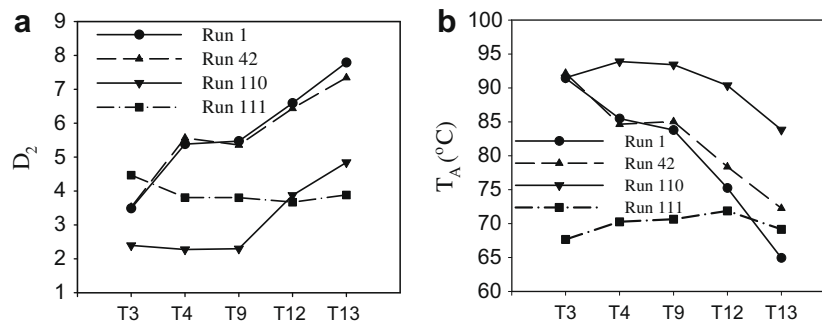 a
D₂
9
8
7
6
5
4
3
2
1
Run 1
Run 42
Run 110
Run 111
T3 T4 T9 T12 T13
b
T_A (°C)
100
95
90
85
80
75
70
65
60
Run 1
Run 42
Run 110
Run 111
T3 T4 T9 T12 T13